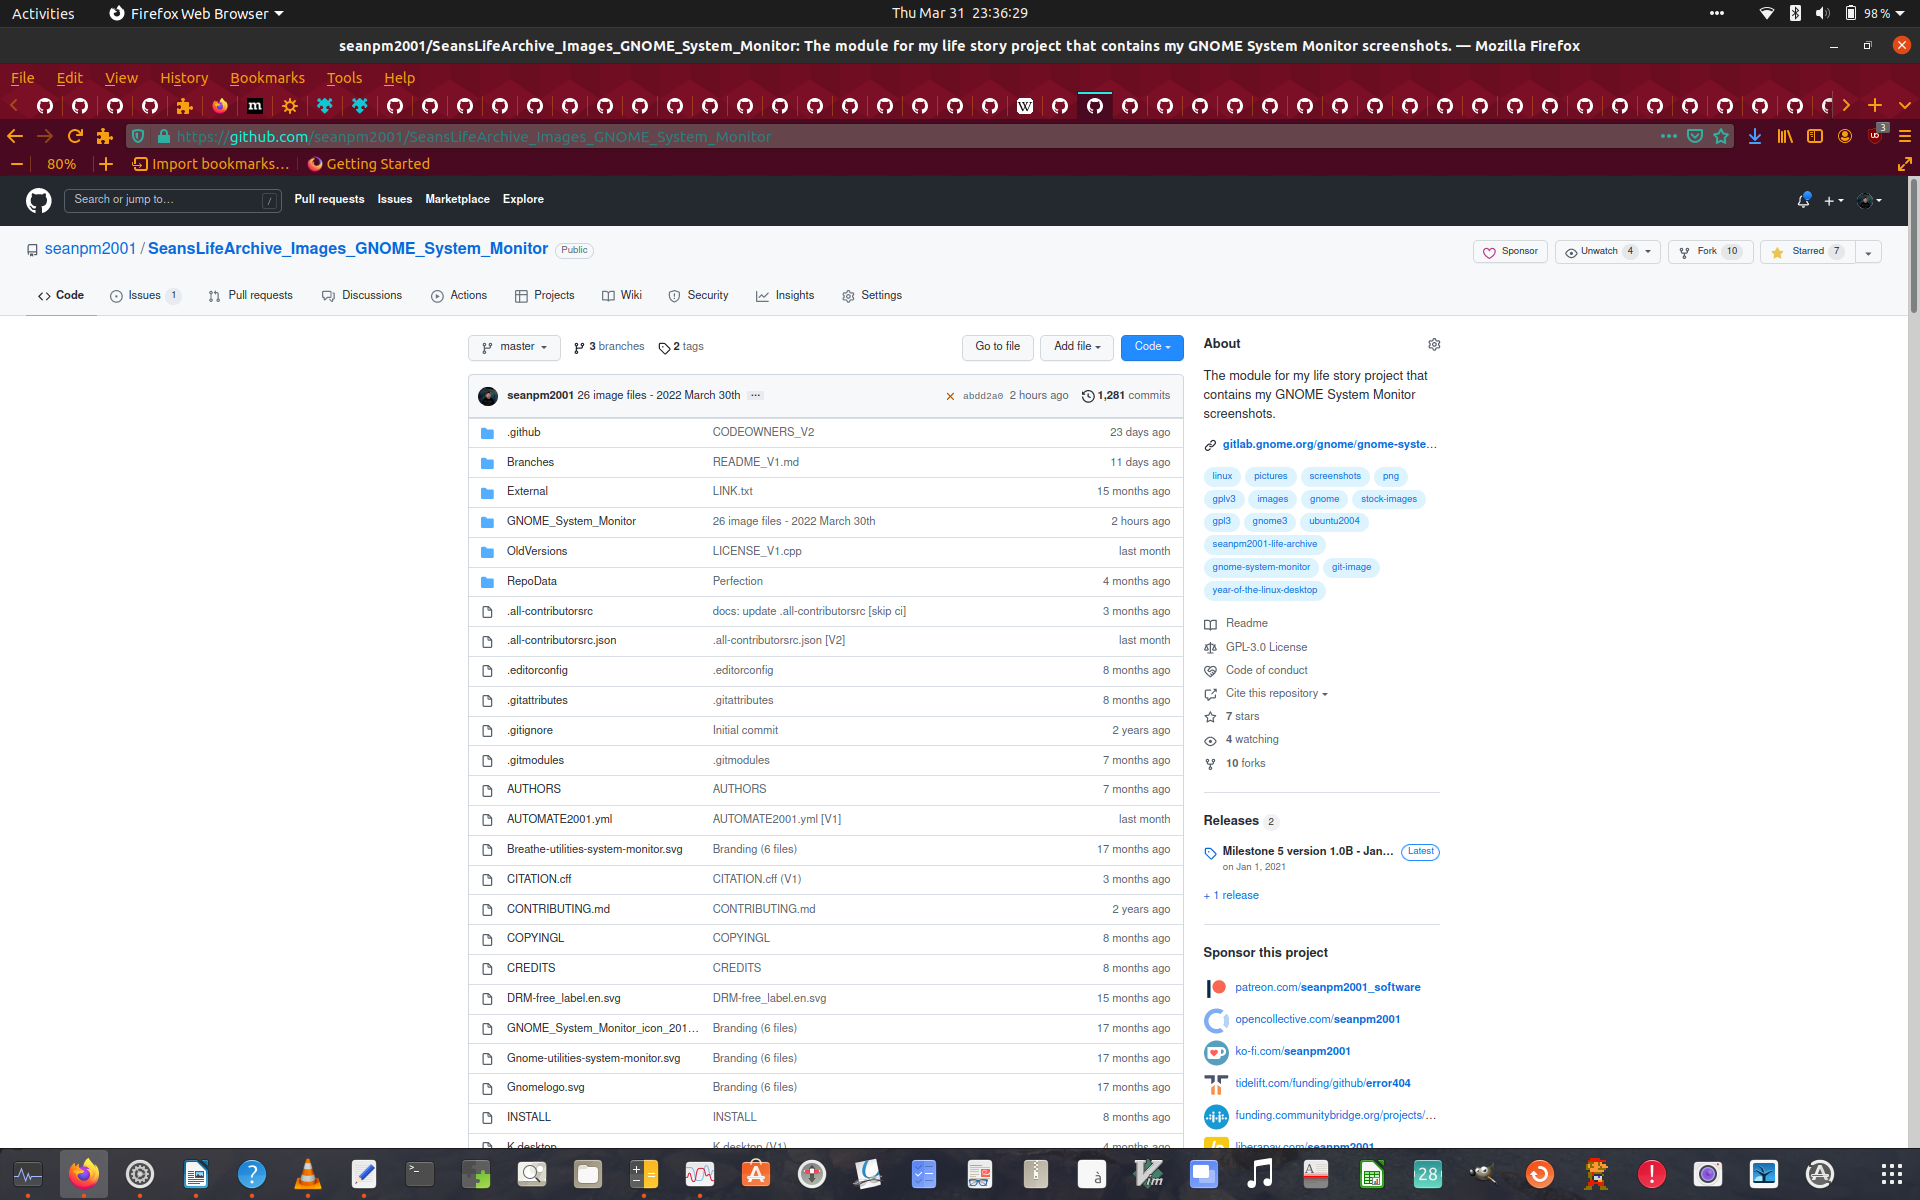 Activities Firefox Web Browser Thu Mar 31 23:36:29 98 %
seanpm2001/SeansLifeArchive_Images_GNOME_System_Monitor: The module for my life story project that contains my GNOME System Monitor screenshots. — Mozilla Firefox
File Edit View History Bookmarks Tools Help
https://github.com/seanpm2001/SeansLifeArchive_Images_GNOME_System_Monitor 3
80% Import bookmarks... Getting Started
Search or jump to... / Pull requests Issues Marketplace Explore
seanpm2001 / SeansLifeArchive_Images_GNOME_System_Monitor Public Sponsor Unwatch 4 Fork 10 Starred 7
Code Issues 1 Pull requests Discussions Actions Projects Wiki Security Insights Settings
master 3 branches 2 tags Go to file Add file Code
seanpm2001 26 image files - 2022 March 30th abdd2a0 2 hours ago 1,281 commits
.github CODEOWNERS_V2 23 days ago
Branches README_V1.md 11 days ago
External LINK.txt 15 months ago
GNOME_System_Monitor 26 image files - 2022 March 30th 2 hours ago
OldVersions LICENSE_V1.cpp last month
RepoData Perfection 4 months ago
.all-contributorsrc docs: update .all-contributorsrc [skip ci] 3 months ago
.all-contributorsrc.json .all-contributorsrc.json [V2] last month
.editorconfig .editorconfig 8 months ago
.gitattributes .gitattributes 8 months ago
.gitignore Initial commit 2 years ago
.gitmodules .gitmodules 7 months ago
AUTHORS AUTHORS 7 months ago
AUTOMATE2001.yml AUTOMATE2001.yml [V1] last month
Breathe-utilities-system-monitor.svg Branding (6 files) 17 months ago
CITATION.cff CITATION.cff (V1) 3 months ago
CONTRIBUTING.md CONTRIBUTING.md 2 years ago
COPYINGL COPYINGL 8 months ago
CREDITS CREDITS 8 months ago
DRM-free_label.en.svg DRM-free_label.en.svg 15 months ago
GNOME_System_Monitor_icon_201... Branding (6 files) 17 months ago
Gnome-utilities-system-monitor.svg Branding (6 files) 17 months ago
Gnomelogo.svg Branding (6 files) 17 months ago
INSTALL INSTALL 8 months ago
K.desktop K.desktop (V1) 4 months ago
About
The module for my life story project that
contains my GNOME System Monitor
screenshots.
gitlab.gnome.org/gnome/gnome-syste...
linux pictures screenshots png
gplv3 images gnome stock-images
gpl3 gnome3 ubuntu2004
seanpm2001-life-archive
gnome-system-monitor git-image
year-of-the-linux-desktop
Readme
GPL-3.0 License
Code of conduct
Cite this repository
7 stars
4 watching
10 forks
Releases 2
Milestone 5 version 1.0B - Jan... Latest
on Jan 1, 2021
+ 1 release
Sponsor this project
patreon.com/seanpm2001_software
opencollective.com/seanpm2001
ko-fi.com/seanpm2001
tidelift.com/funding/github/error404
funding.communitybridge.org/projects/...
liberapay.com/seanpm2001
28